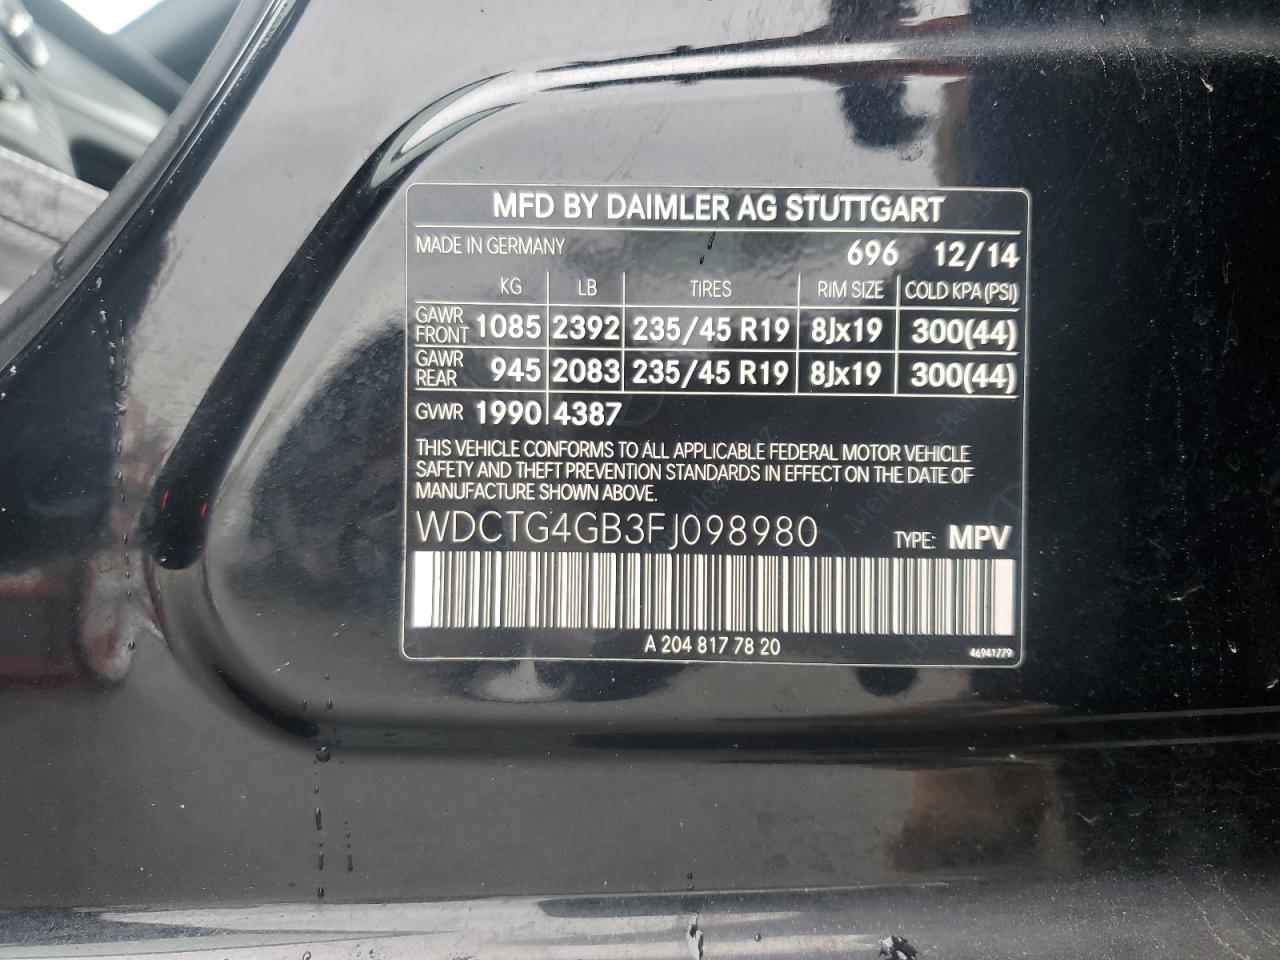 MFD BY DAIMLER AG STUTTGART
MADE IN GERMANY 696 12/14
KG LB TIRES RIM SIZE COLD KPA (PSI)
GAWR FRONT 1085 2392 235/45 R19 8Jx19 300(44)
GAWR REAR 945 2083 235/45 R19 8Jx19 300(44)
GVWR 1990 4387
THIS VEHICLE CONFORMS TO ALL APPLICABLE FEDERAL MOTOR VEHICLE
SAFETY AND THEFT PREVENTION STANDARDS IN EFFECT ON THE DATE OF
MANUFACTURE SHOWN ABOVE.
WDCTG4GB3FJ098980 TYPE: MPV
A 204 817 78 20
46941779